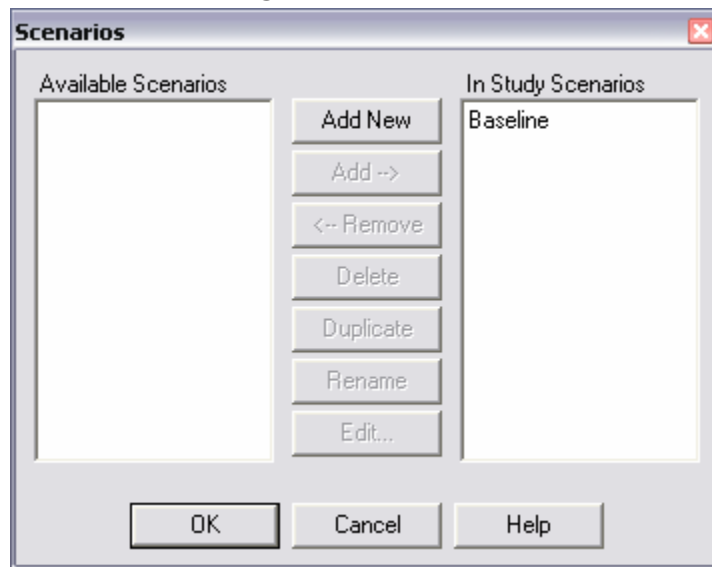 Scenarios
Available Scenarios
In Study Scenarios
Add New
Baseline
Add -->
<-- Remove
Delete
Duplicate
Rename
Edit...
OK
Cancel
Help